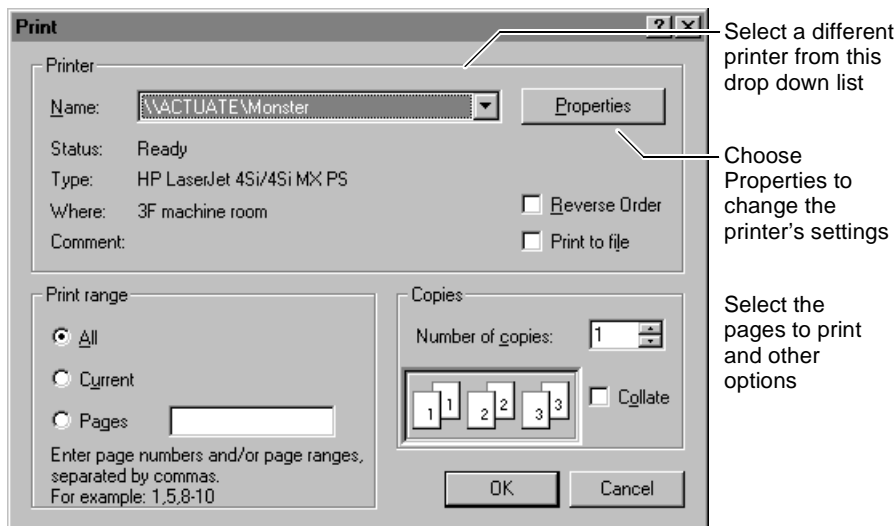 Print
Printer
Name: \\ACTUATE\Monster
Properties
Status: Ready
Type: HP LaserJet 4Si/4Si MX PS
Where: 3F machine room
Comment:
Reverse Order
Print to file
Print range
All
Current
Pages
Enter page numbers and/or page ranges,
separated by commas.
For example: 1,5,8-10
Copies
Number of copies: 1
1 1 2 2 3 3
Collate
OK
Cancel
Select a different
printer from this
drop down list
Choose
Properties to
change the
printer's settings
Select the
pages to print
and other
options